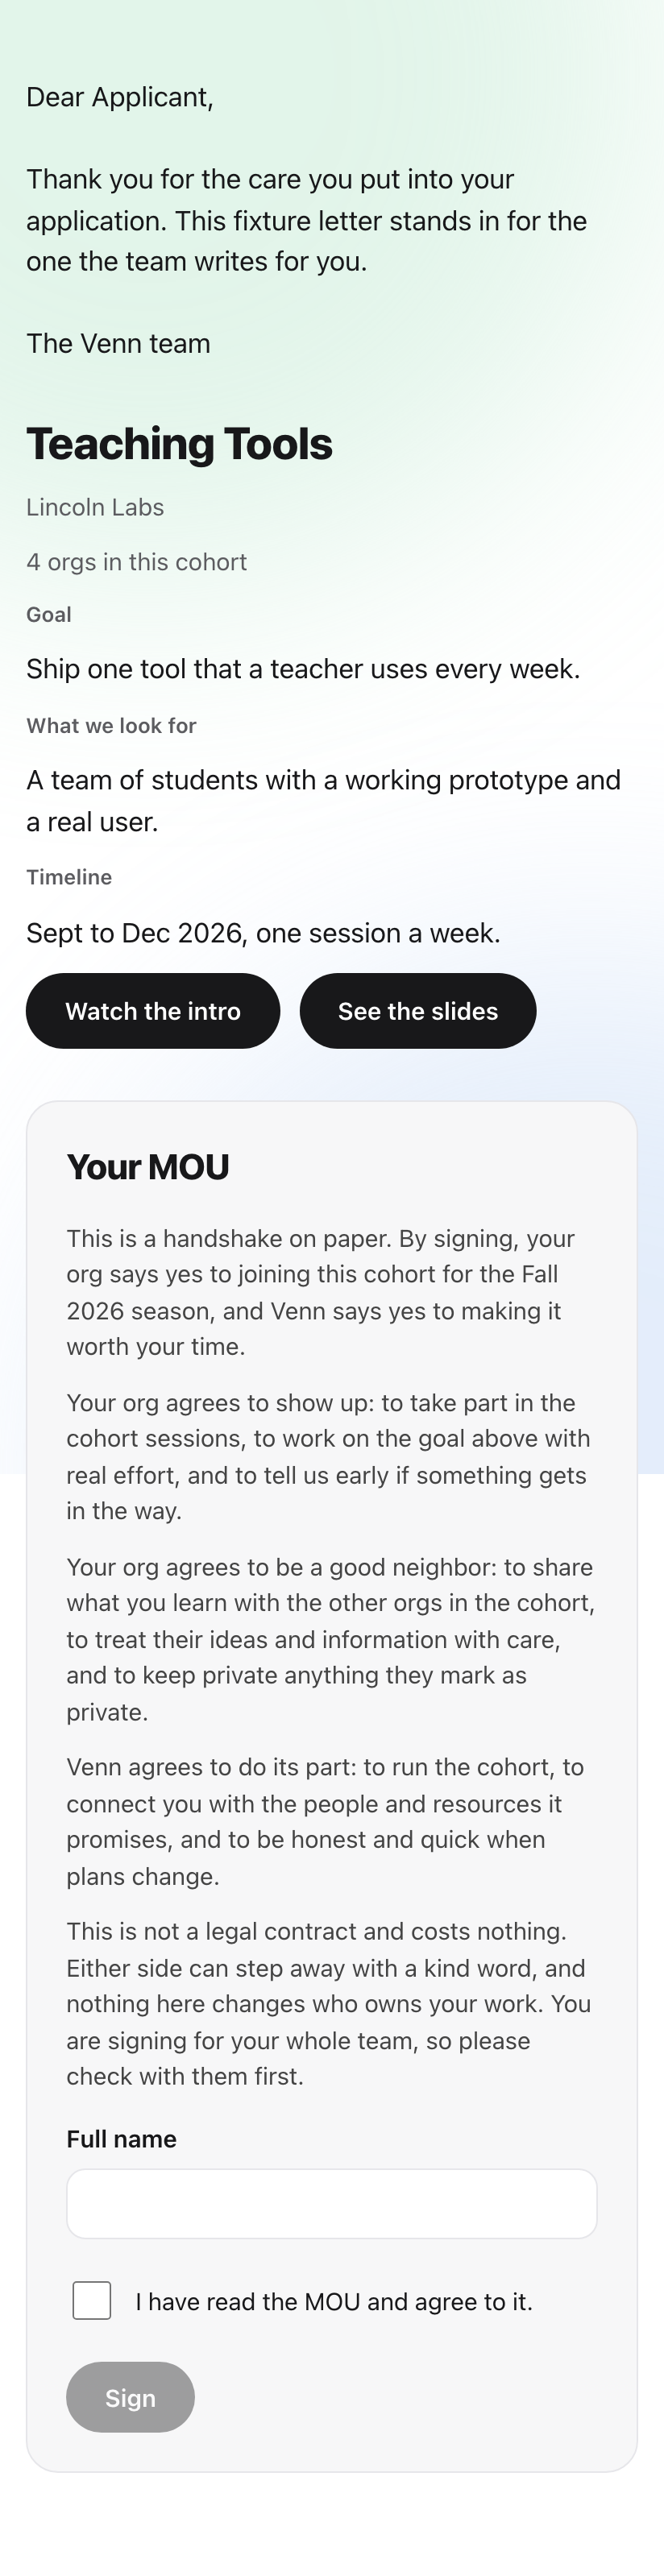 Dear Applicant,
Thank you for the care you put into your
application. This fixture letter stands in for the
one the team writes for you.
The Venn team
Teaching Tools
Lincoln Labs
4 orgs in this cohort
Goal
Ship one tool that a teacher uses every week.
What we look for
A team of students with a working prototype and
a real user.
Timeline
Sept to Dec 2026, one session a week.
Watch the intro
See the slides
Your MOU
This is a handshake on paper. By signing, your
org says yes to joining this cohort for the Fall
2026 season, and Venn says yes to making it
worth your time.
Your org agrees to show up: to take part in the
cohort sessions, to work on the goal above with
real effort, and to tell us early if something gets
in the way.
Your org agrees to be a good neighbor: to share
what you learn with the other orgs in the cohort,
to treat their ideas and information with care,
and to keep private anything they mark as
private.
Venn agrees to do its part: to run the cohort, to
connect you with the people and resources it
promises, and to be honest and quick when
plans change.
This is not a legal contract and costs nothing.
Either side can step away with a kind word, and
nothing here changes who owns your work. You
are signing for your whole team, so please
check with them first.
Full name
I have read the MOU and agree to it.
Sign